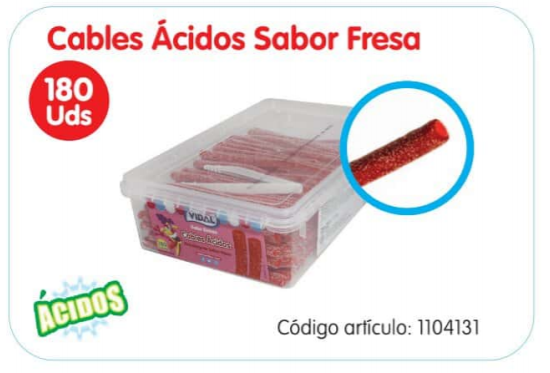 Cables Ácidos Sabor Fresa
180
Uds
VIDAL
ÁCIDOS
Código artículo: 1104131